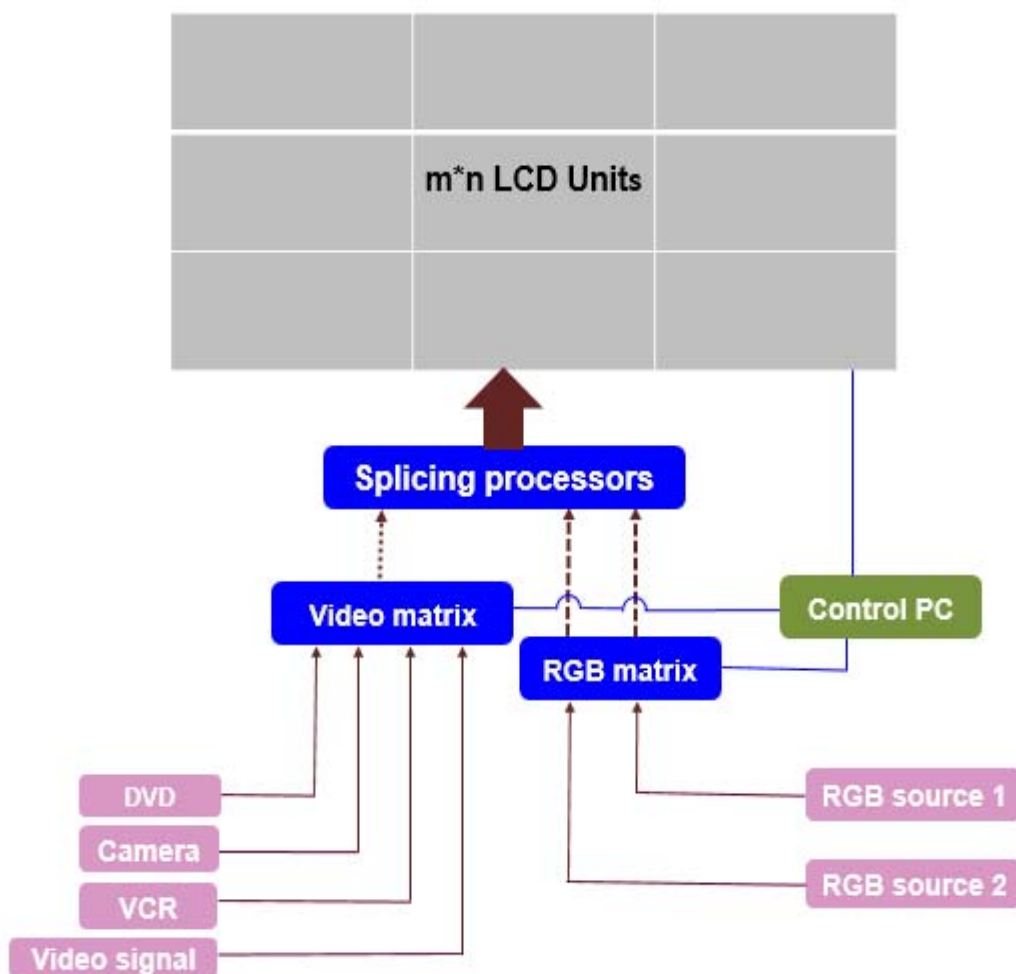 m*n LCD Units
Splicing processors
Video matrix
Control PC
RGB matrix
DVD
RGB source 1
Camera
VCR
RGB source 2
Video signal